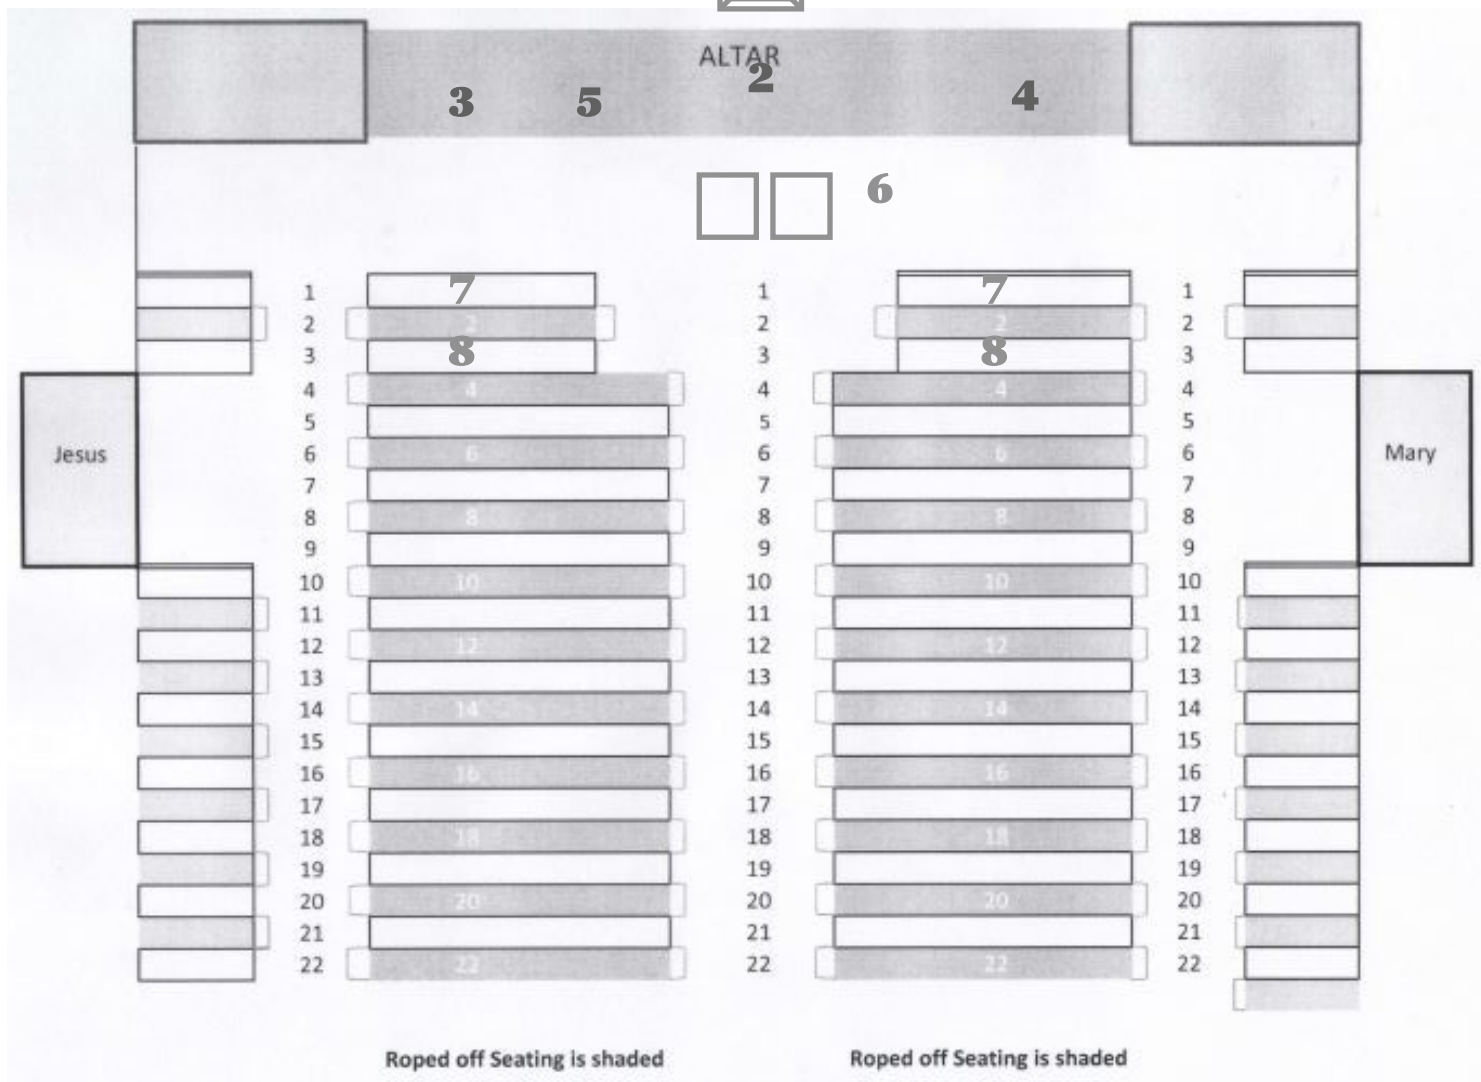 ALTAR
2
3 5 4
6
1 7 1 7 1
2 2 2 2 2
3 8 3 8 3
4 4 4 4 4
5 5 5
Jesus 6 6 6 6 6 Mary
7 7 7
8 8 8 8 8
9 9 9
10 10 10 10 10
11 11 11
12 12 12 12 12
13 13 13
14 14 14 14 14
15 15 15
16 16 16 16 16
17 17 17
18 18 18 18 18
19 19 19
20 20 20 20 20
21 21 21
22 22 22 22 22
Roped off Seating is shaded Roped off Seating is shaded